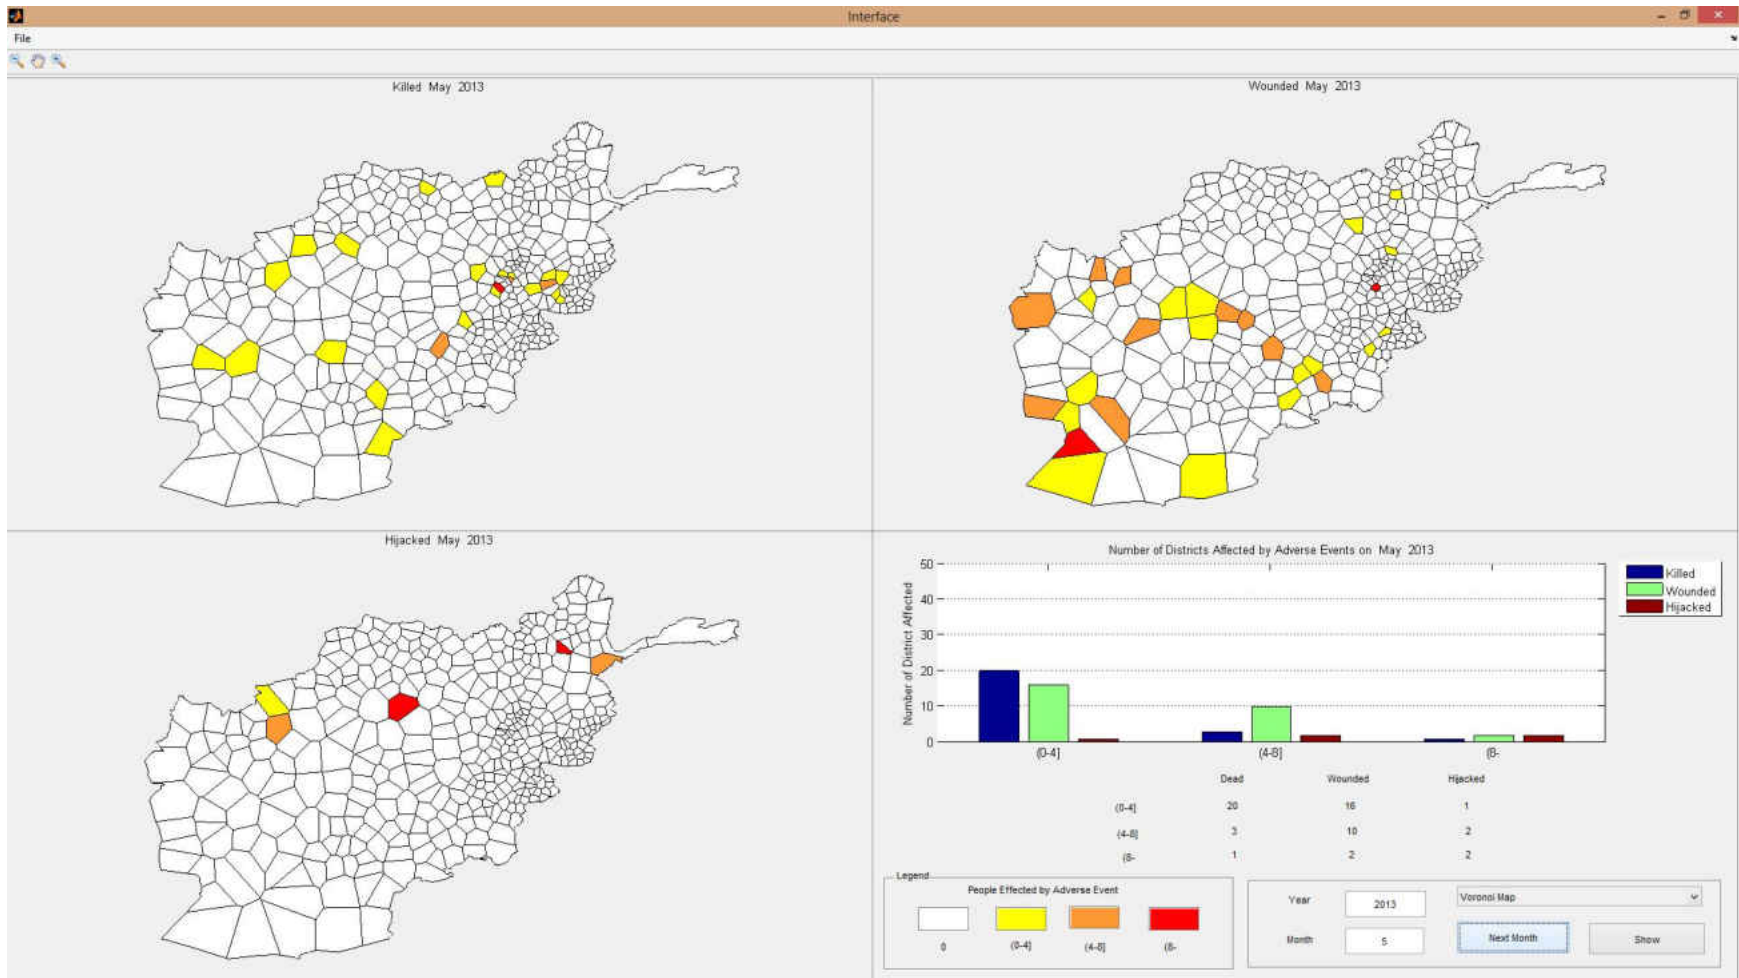 Interface
File
Killed May 2013
Wounded May 2013
Hijacked May 2013
Number of Districts Affected by Adverse Events on May 2013
Number of District Affected
50
40
30
20
10
0
(0-4]
(4-8]
(8-
Killed
Wounded
Hijacked
Dead Wounded Hijacked
(0-4] 20 16 1
(4-8] 3 10 2
(8- 1 2 2
Legend
People Effected by Adverse Event
0 (0-4] (4-8] (8-
Year 2013 Voronoi Map
Month 5 Next Month Show